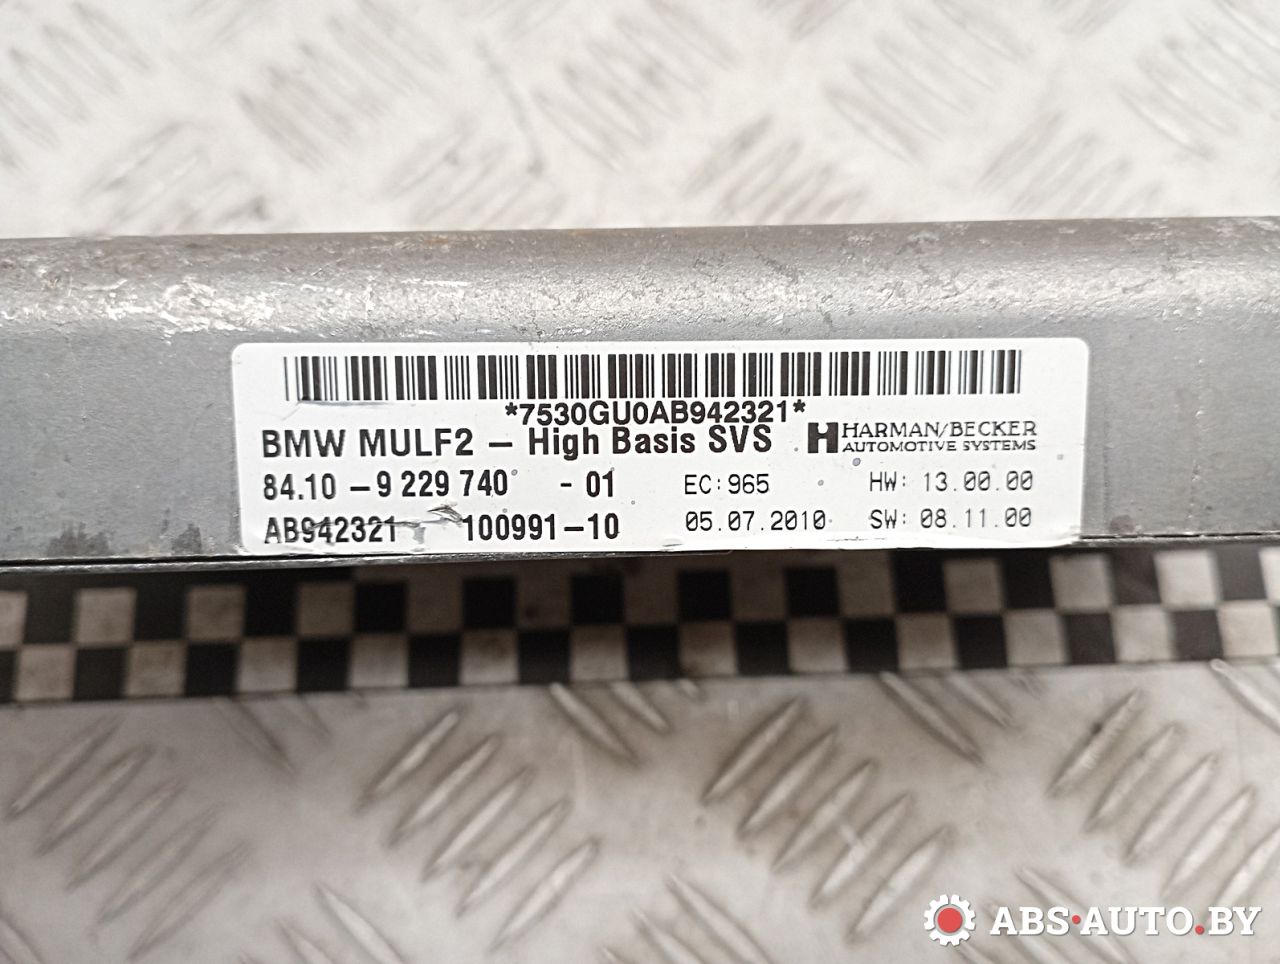 *7530GU0AB942321*
BMW MULF2 – High Basis SVS
HARMAN/BECKER
AUTOMOTIVE SYSTEMS
84.10 –9 229 740 - 01 EC: 965 HW: 13.00.00
AB942321 100991–10 05.07.2010 SW: 08.11.00
ABS•AUTO.BY